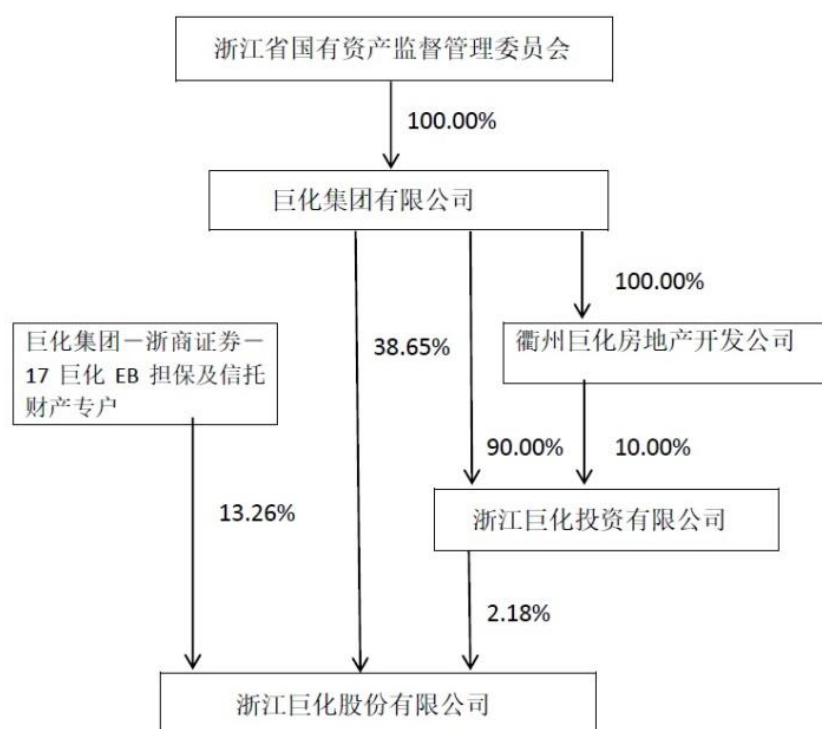 浙江省国有资产监督管理委员会
100.00%
巨化集团有限公司
100.00%
巨化集团－浙商证券－
17 巨化 EB 担保及信托
财产专户
38.65%
衢州巨化房地产开发公司
90.00%
10.00%
13.26%
浙江巨化投资有限公司
2.18%
浙江巨化股份有限公司